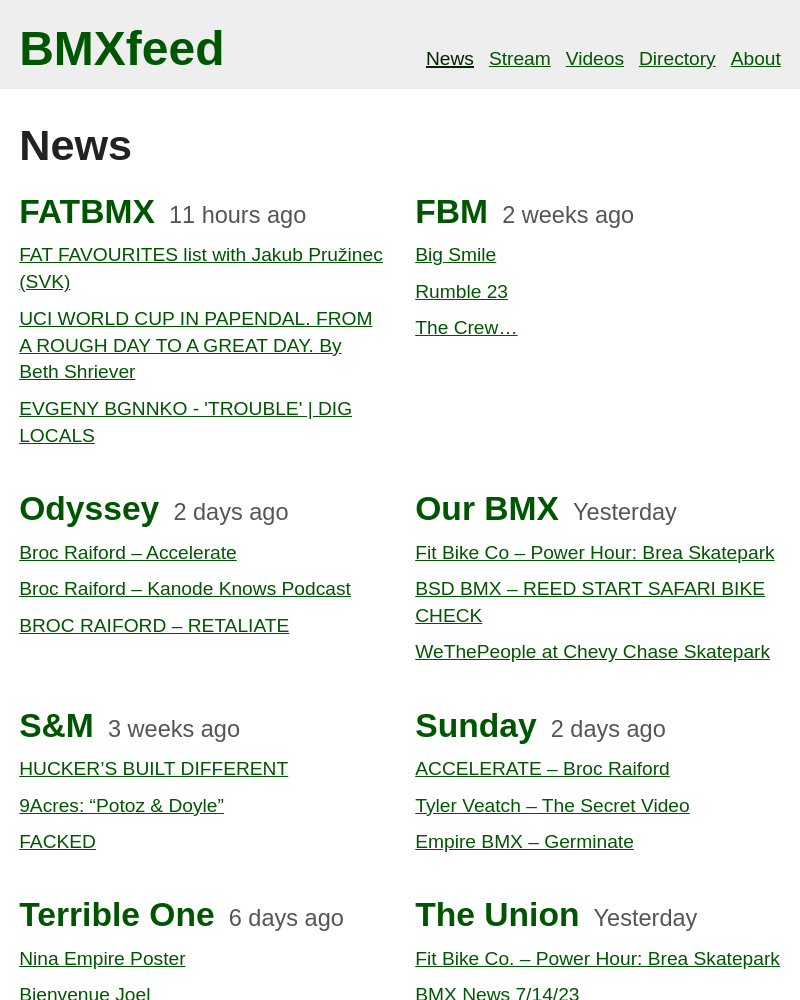 BMXfeed
News Stream Videos Directory About
News
FATBMX 11 hours ago
FAT FAVOURITES list with Jakub Pružinec
(SVK)
UCI WORLD CUP IN PAPENDAL. FROM
A ROUGH DAY TO A GREAT DAY. By
Beth Shriever
EVGENY BGNNKO - 'TROUBLE' | DIG
LOCALS
FBM 2 weeks ago
Big Smile
Rumble 23
The Crew…
Odyssey 2 days ago
Broc Raiford – Accelerate
Broc Raiford – Kanode Knows Podcast
BROC RAIFORD – RETALIATE
Our BMX Yesterday
Fit Bike Co – Power Hour: Brea Skatepark
BSD BMX – REED START SAFARI BIKE
CHECK
WeThePeople at Chevy Chase Skatepark
S&M 3 weeks ago
HUCKER’S BUILT DIFFERENT
9Acres: “Potoz & Doyle”
FACKED
Sunday 2 days ago
ACCELERATE – Broc Raiford
Tyler Veatch – The Secret Video
Empire BMX – Germinate
Terrible One 6 days ago
Nina Empire Poster
Bienvenue Joel
The Union Yesterday
Fit Bike Co. – Power Hour: Brea Skatepark
BMX News 7/14/23